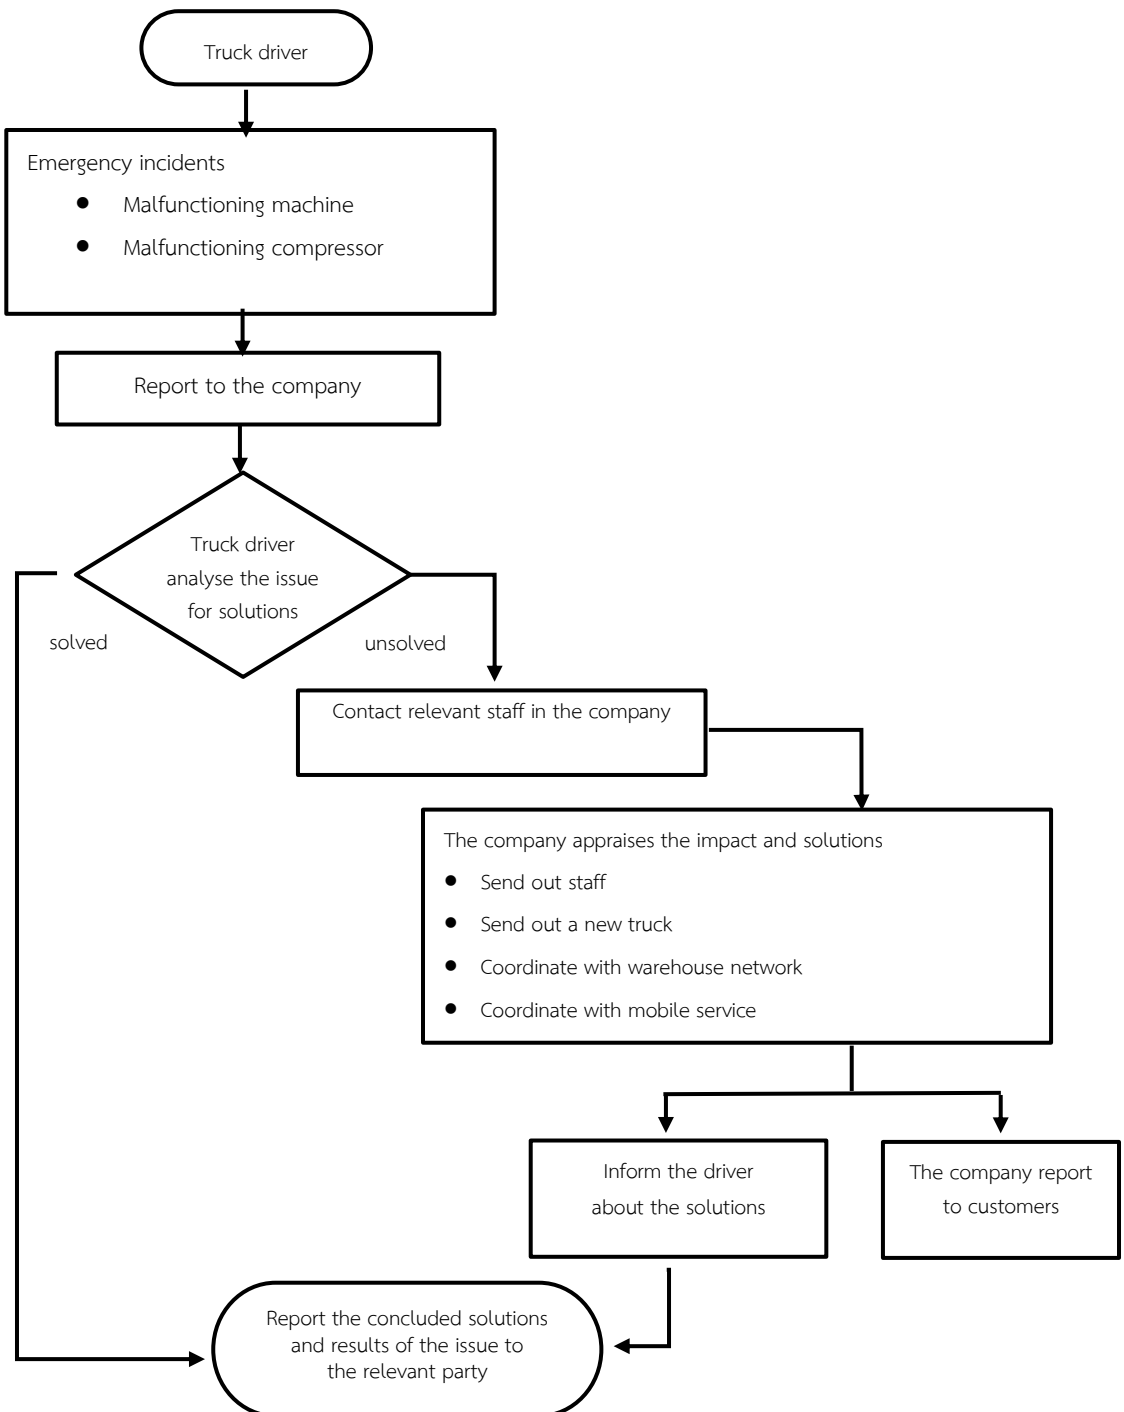 Truck driver
Emergency incidents
● Malfunctioning machine
● Malfunctioning compressor
Report to the company
Truck driver
analyse the issue
for solutions
solved
unsolved
Contact relevant staff in the company
The company appraises the impact and solutions
● Send out staff
● Send out a new truck
● Coordinate with warehouse network
● Coordinate with mobile service
Inform the driver
about the solutions
The company report
to customers
Report the concluded solutions
and results of the issue to
the relevant party